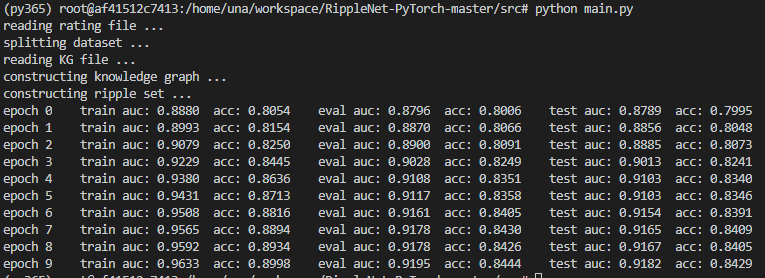 (py365) root@af41512c7413:/home/una/workspace/RippleNet-PyTorch-master/src# python main.py
reading rating file ...
splitting dataset ...
reading KG file ...
constructing knowledge graph ...
constructing ripple set ...
epoch 0    train auc: 0.8880  acc: 0.8054    eval auc: 0.8796  acc: 0.8006    test auc: 0.8789  acc: 0.7995
epoch 1    train auc: 0.8993  acc: 0.8154    eval auc: 0.8870  acc: 0.8066    test auc: 0.8856  acc: 0.8048
epoch 2    train auc: 0.9079  acc: 0.8250    eval auc: 0.8900  acc: 0.8091    test auc: 0.8885  acc: 0.8073
epoch 3    train auc: 0.9229  acc: 0.8445    eval auc: 0.9028  acc: 0.8249    test auc: 0.9013  acc: 0.8241
epoch 4    train auc: 0.9380  acc: 0.8636    eval auc: 0.9108  acc: 0.8351    test auc: 0.9103  acc: 0.8340
epoch 5    train auc: 0.9431  acc: 0.8713    eval auc: 0.9117  acc: 0.8358    test auc: 0.9103  acc: 0.8346
epoch 6    train auc: 0.9508  acc: 0.8816    eval auc: 0.9161  acc: 0.8405    test auc: 0.9154  acc: 0.8391
epoch 7    train auc: 0.9565  acc: 0.8894    eval auc: 0.9178  acc: 0.8430    test auc: 0.9165  acc: 0.8409
epoch 8    train auc: 0.9592  acc: 0.8934    eval auc: 0.9178  acc: 0.8426    test auc: 0.9167  acc: 0.8405
epoch 9    train auc: 0.9633  acc: 0.8998    eval auc: 0.9195  acc: 0.8444    test auc: 0.9182  acc: 0.8429
(py365) root@af41512c7413:/home/una/workspace/RippleNet-PyTorch-master/src#